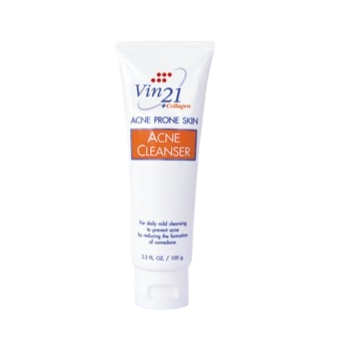 Vin21
+Collagen
ACNE PRONE SKIN
ACNE
CLEANSER
For daily mild cleansing
to prevent acne
by reducing the formation
of comedone.
3.3 FL. OZ. / 100 g